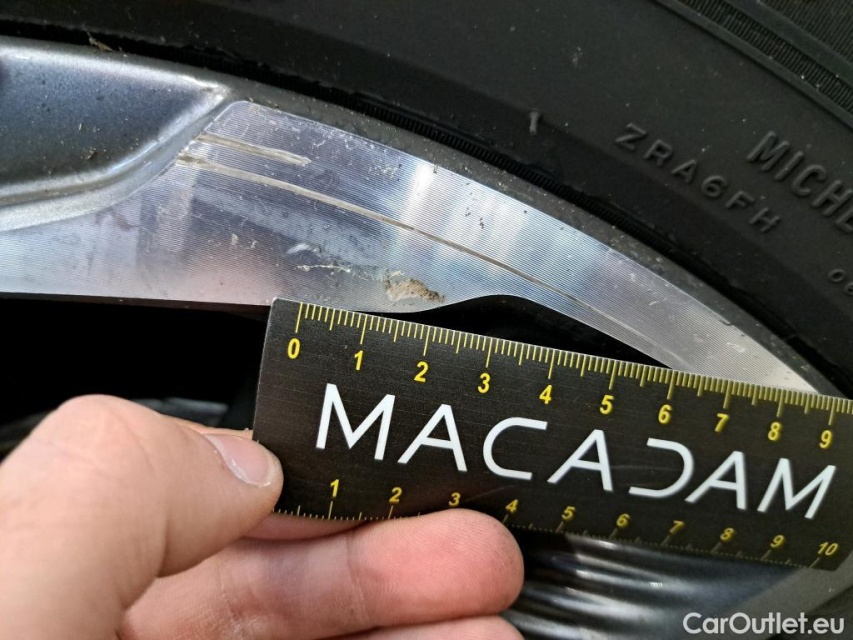 ZRA6FH
MICHE
0 1 2 3 4 5 6 7 8 9
MACADAM
1 2 3 4 5 6 7 8 9 10
CarOutlet.eu